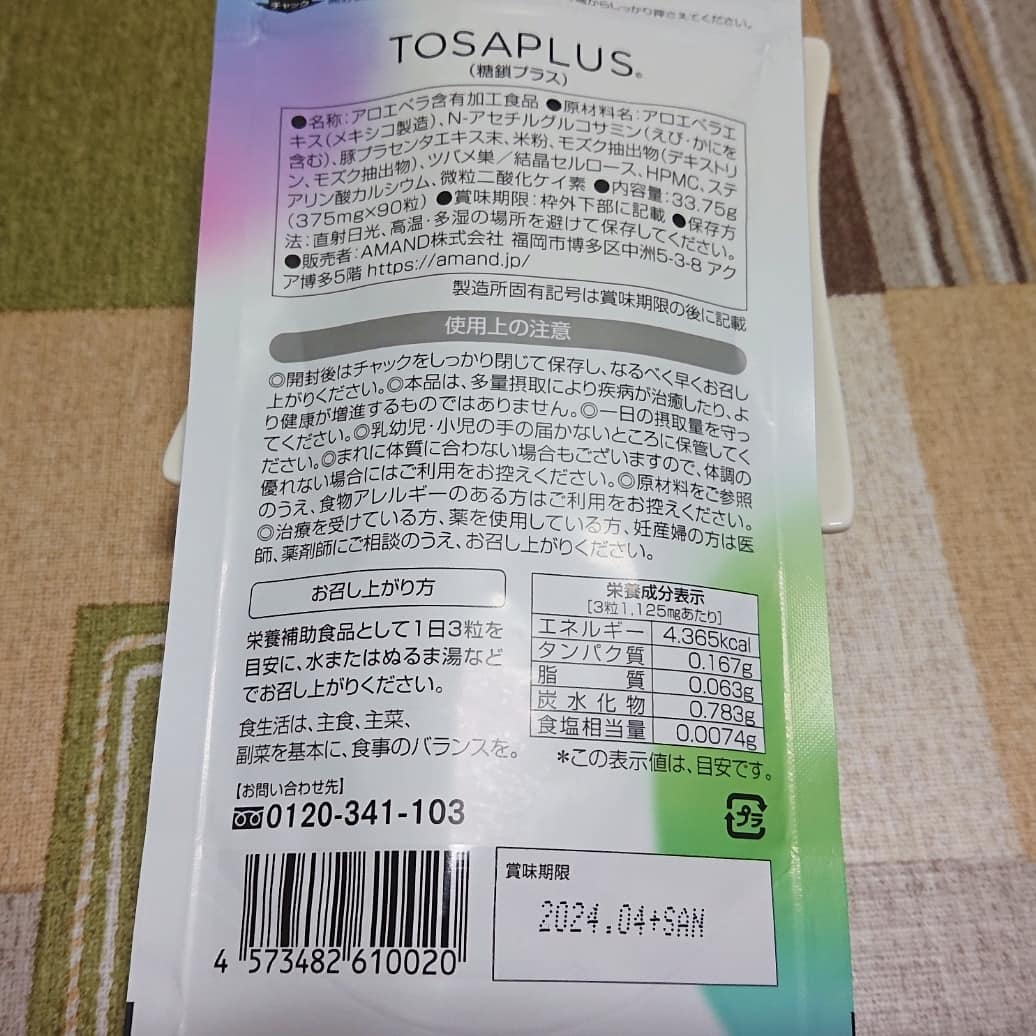 チャック
からしっかり押さえてください。
TOSAPLUS®
(糖鎖プラス)
●名称:アロエベラ含有加工食品 ●原材料名:アロエベラエ
キス(メキシコ製造)、N-アセチルグルコサミン(えび・かにを
含む)、豚プラセンタエキス末、米粉、モズク抽出物(デキストリ
ン、モズク抽出物)、ツバメ巣/結晶セルロース、HPMC、ステ
アリン酸カルシウム、微粒二酸化ケイ素 ●内容量:33.75g
(375mg×90粒) ●賞味期限:枠外下部に記載 ●保存方
法:直射日光、高温・多湿の場所を避けて保存してください。
●販売者:AMAND株式会社 福岡市博多区中洲5-3-8 アク
ア博多5階 https://amand.jp/
製造所固有記号は賞味期限の後に記載
使用上の注意
◎開封後はチャックをしっかり閉じて保存し、なるべく早くお召し
上がりください。◎本品は、多量摂取により疾病が治癒したり、よ
り健康が増進するものではありません。◎一日の摂取量を守っ
てください。◎乳幼児・小児の手の届かないところに保管してく
ださい。◎まれに体質に合わない場合もございますので、体調の
優れない場合にはご利用をお控えください。◎原材料をご参照
のうえ、食物アレルギーのある方はご利用をお控えください。
◎治療を受けている方、薬を使用している方、妊産婦の方は医
師、薬剤師にご相談のうえ、お召し上がりください。
お召し上がり方
栄養補助食品として1日3粒を
目安に、水またはぬるま湯など
でお召し上がりください。
食生活は、主食、主菜、
副菜を基本に、食事のバランスを。
栄養成分表示
[3粒1,125mgあたり]
エネルギー 4.365kcal
タンパク質 0.167g
脂質 0.063g
炭水化物 0.783g
食塩相当量 0.0074g
*この表示値は、目安です。
【お問い合わせ先】
0120-341-103
プラ
賞味期限
2024.04+SAN
4 573482 610020